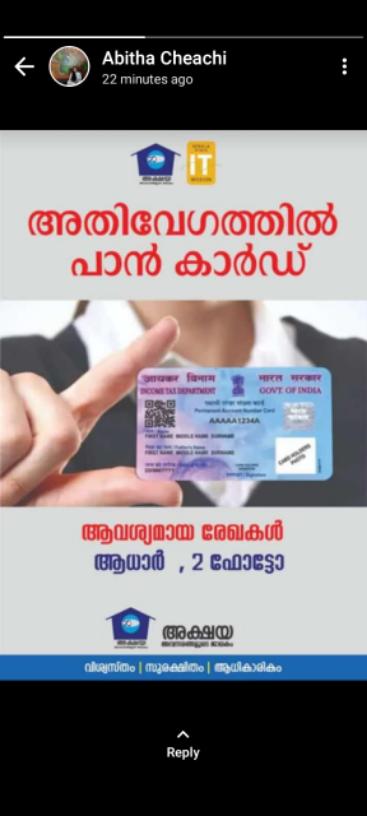 Abitha Cheachi
22 minutes ago
IT
അതിവേഗത്തിൽ
പാൻ കാർഡ്
आयकर विभाग
भारत सरकार
INCOME TAX DEPARTMENT
GOVT. OF INDIA
Permanent Account Number Card
AAAAA1234A
FIRST NAME MIDDLE NAME SURNAME
FIRST NAME MIDDLE NAME SURNAME
ആവശ്യമായ രേഖകൾ
ആധാർ , 2 ഫോട്ടോ
അക്ഷയ
വിശ്വസ്തം | സുരക്ഷിതം | ആധികാരികം
Reply